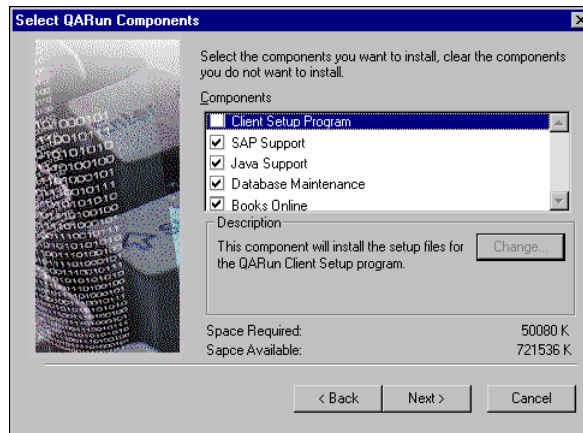 Select QARun Components
Select the components you want to install, clear the components
you do not want to install.
Components
Client Setup Program
SAP Support
Java Support
Database Maintenance
Books Online
Description
This component will install the setup files for
the QARun Client Setup program.
Change...
Space Required: 50080 K
Sapce Available: 721536 K
< Back
Next >
Cancel